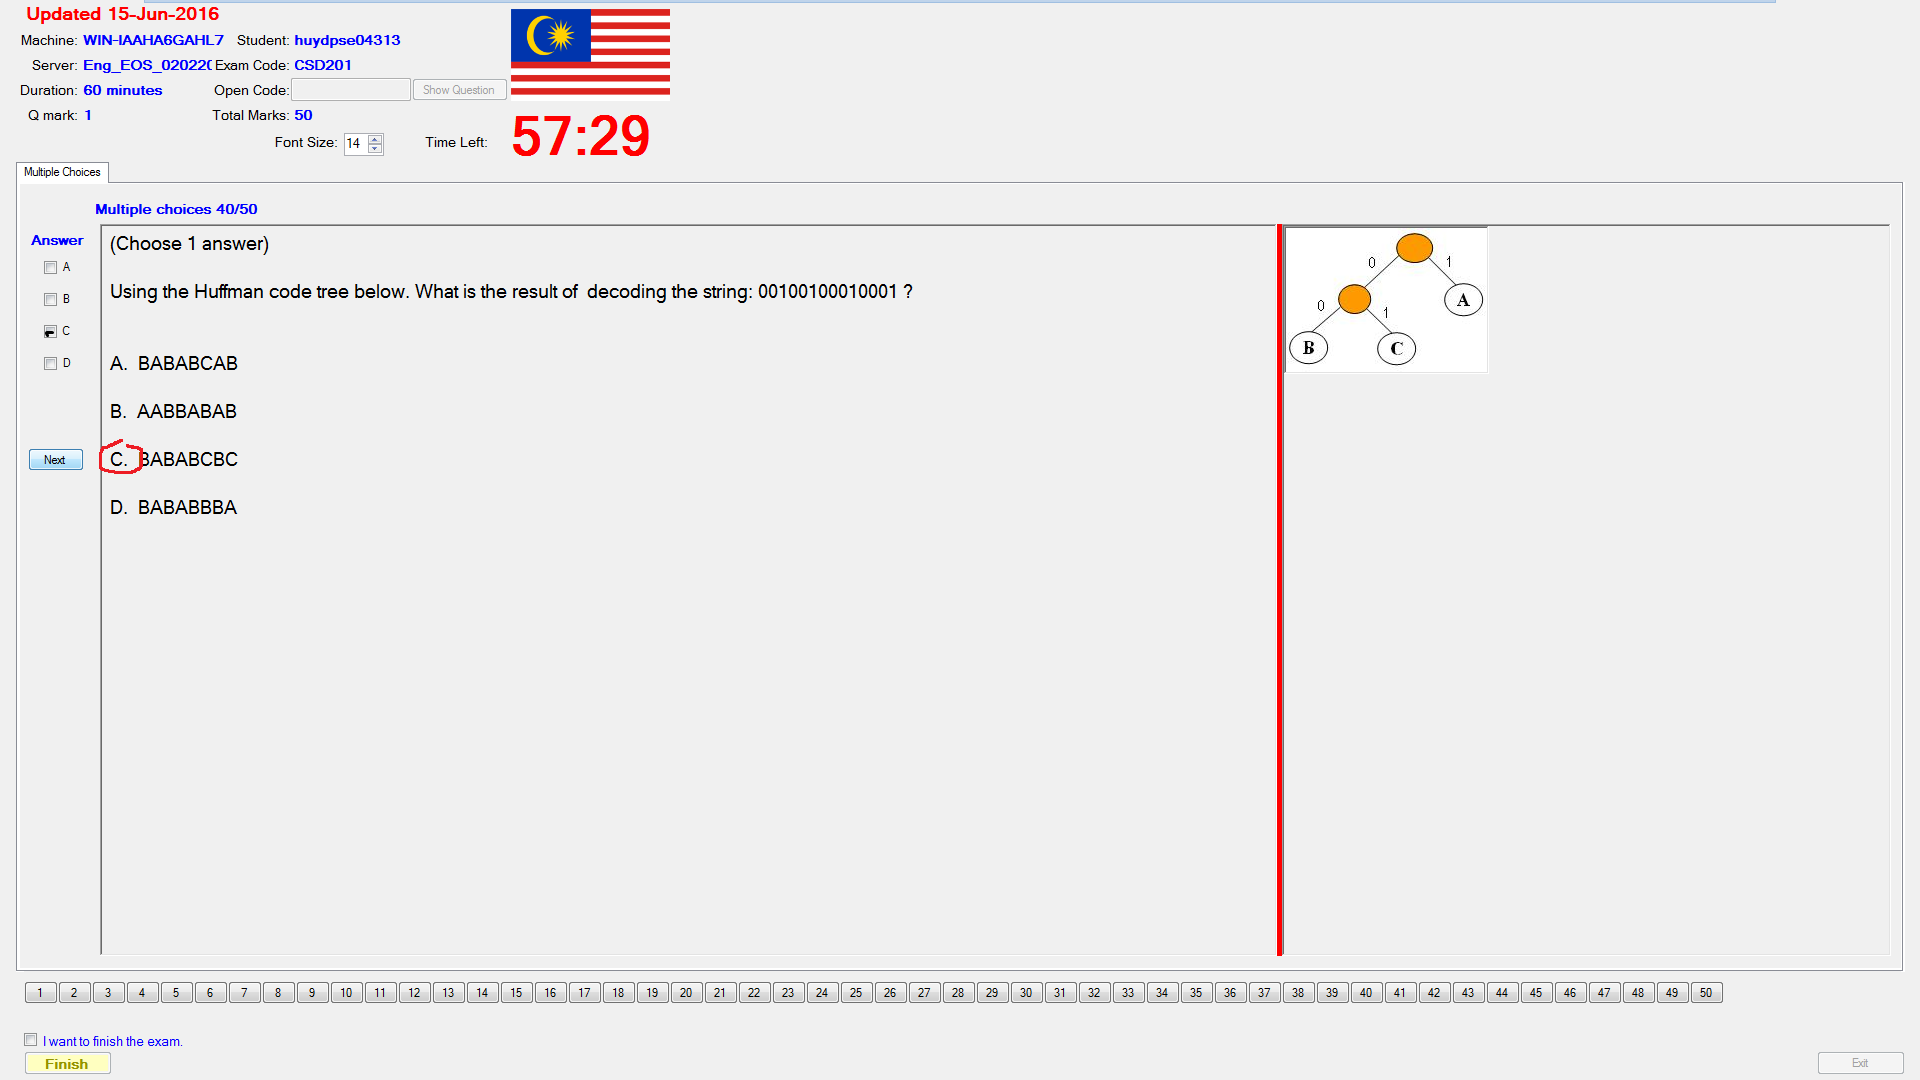 Updated 15-Jun-2016
Machine: WIN-IAAHA6GAHL7 Student: huydpse04313
Server: Eng_EOS_020220 Exam Code: CSD201
Duration: 60 minutes Open Code: Show Question
Q mark: 1 Total Marks: 50
Font Size: 14 Time Left: 57:29
Multiple Choices
Multiple choices 40/50
Answer
A
B
C
D
Next
(Choose 1 answer)
Using the Huffman code tree below. What is the result of  decoding the string: 00100100010001 ?
A. BABABCAB
B. AABBABAB
C. BABABCBC
D. BABABBBA
0 1
0 1 A
B C
1 2 3 4 5 6 7 8 9 10 11 12 13 14 15 16 17 18 19 20 21 22 23 24 25 26 27 28 29 30 31 32 33 34 35 36 37 38 39 40 41 42 43 44 45 46 47 48 49 50
I want to finish the exam.
Finish Exit